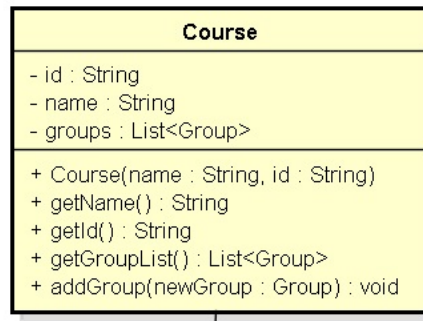 Course
- id : String
- name : String
- groups : List<Group>
+ Course(name : String, id : String)
+ getName() : String
+ getId() : String
+ getGroupList() : List<Group>
+ addGroup(newGroup : Group) : void